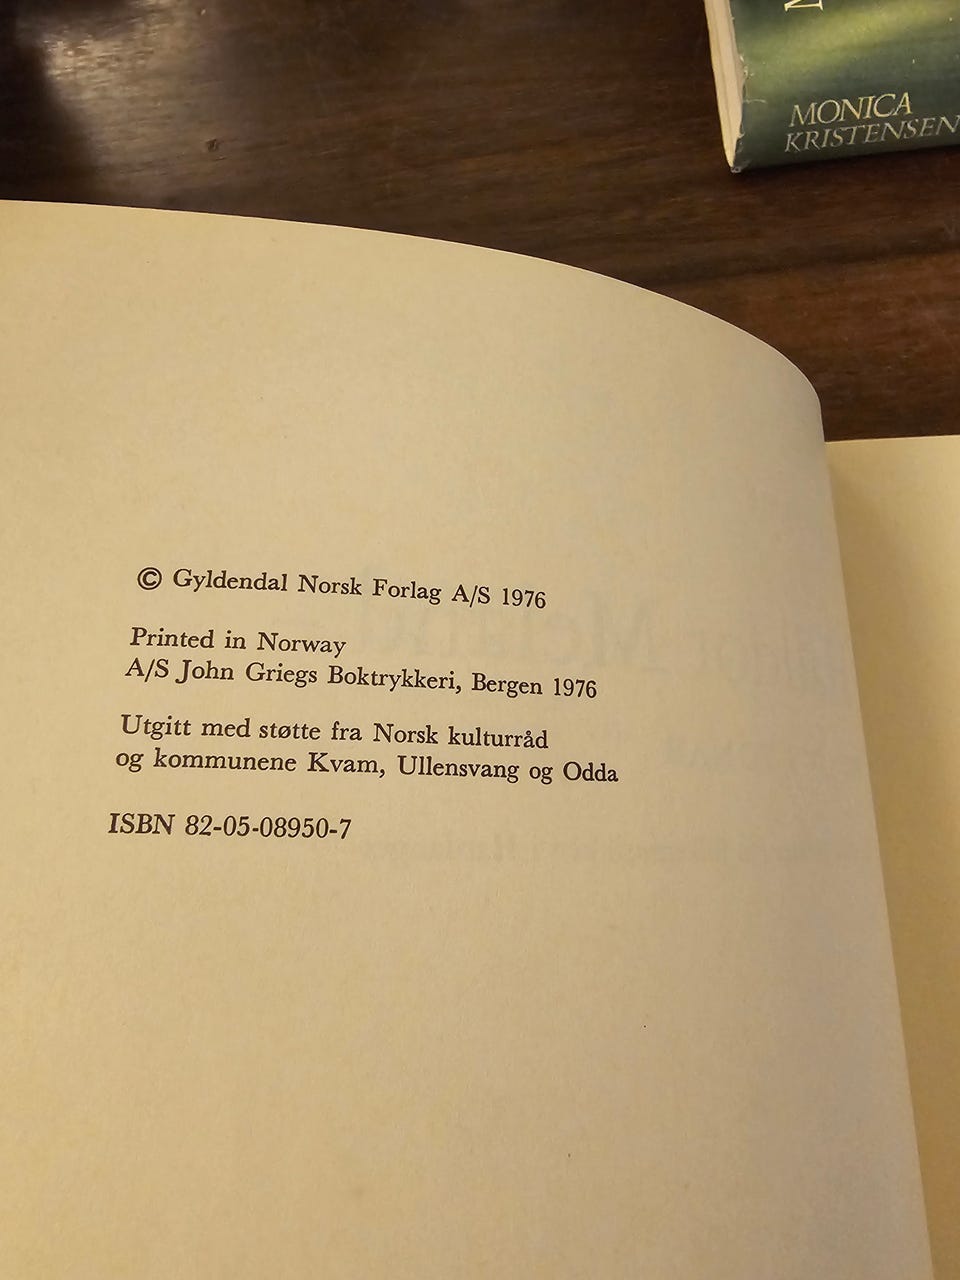 MONICA
KRISTENSEN
© Gyldendal Norsk Forlag A/S 1976
Printed in Norway
A/S John Griegs Boktrykkeri, Bergen 1976
Utgitt med støtte fra Norsk kulturråd
og kommunene Kvam, Ullensvang og Odda
ISBN 82-05-08950-7